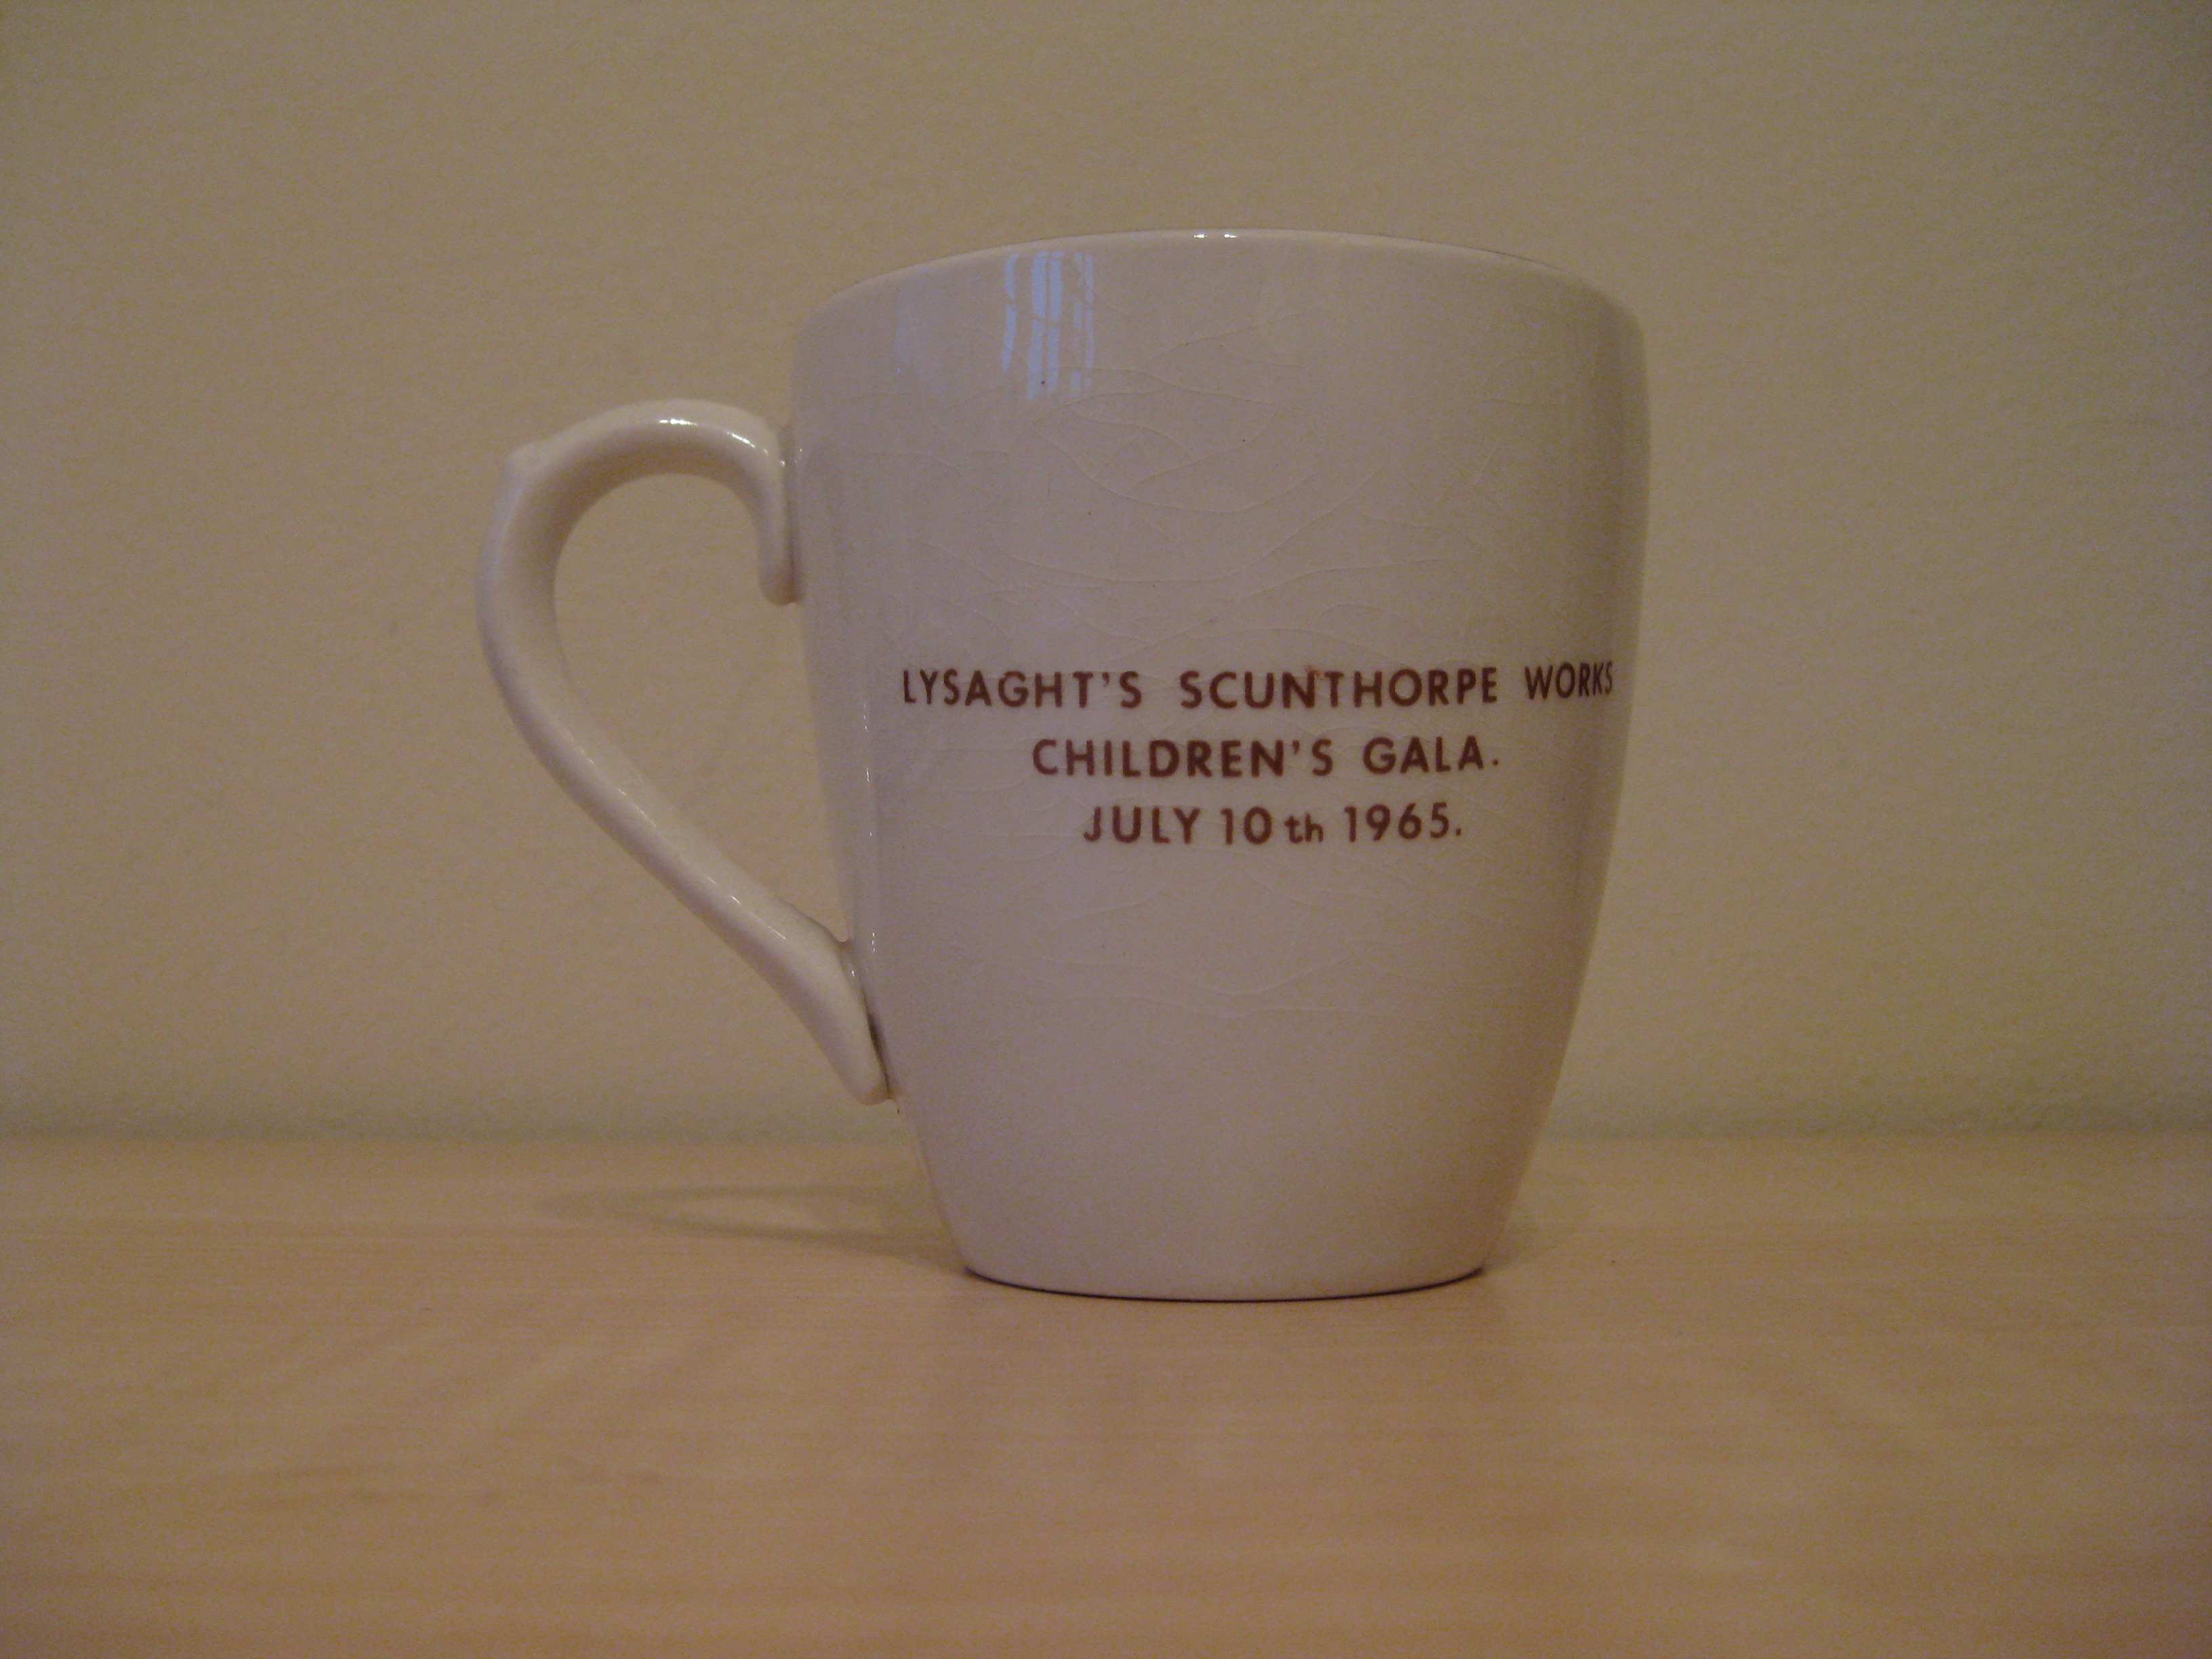 LYSAGHT'S SCUNTHORPE WORKS
CHILDREN'S GALA.
JULY 10th 1965.